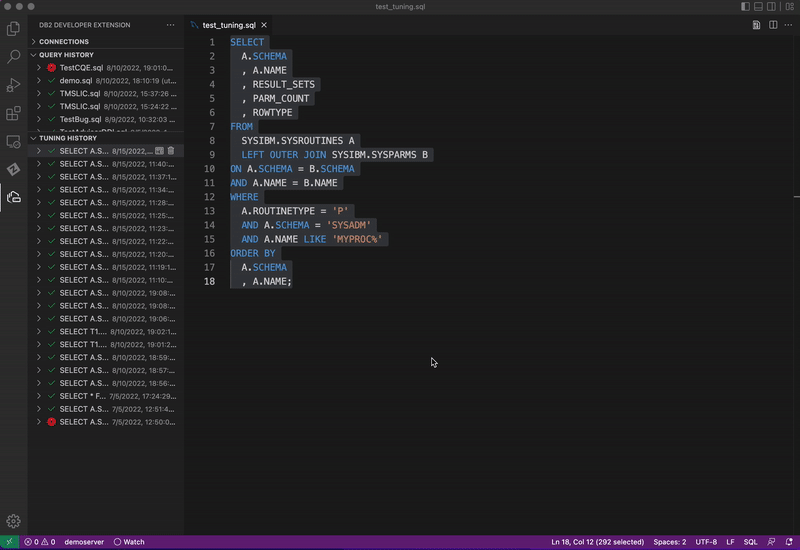 test_tuning.sql
DB2 DEVELOPER EXTENSION ...
test_tuning.sql
CONNECTIONS
QUERY HISTORY
TestCQE.sql 8/10/2022, 19:01:0...
demo.sql 8/10/2022, 18:10:19 (ut...
TMSLIC.sql 8/10/2022, 15:37:26 ...
TMSLIC.sql 8/10/2022, 15:24:22 ...
TestBug.sql 8/9/2022, 10:32:03 ...
TUNING HISTORY
SELECT A.S... 8/15/2022,...
SELECT A.S... 8/15/2022, 11:40:...
SELECT A.S... 8/15/2022, 11:37:1...
SELECT A.S... 8/15/2022, 11:34:...
SELECT A.S... 8/15/2022, 11:28:...
SELECT A.S... 8/15/2022, 11:25:...
SELECT A.S... 8/15/2022, 11:23:...
SELECT A.S... 8/15/2022, 11:22:...
SELECT A.S... 8/15/2022, 11:20:...
SELECT A.S... 8/15/2022, 11:19:1...
SELECT A.S... 8/15/2022, 11:10:...
SELECT A.S... 8/10/2022, 19:08:...
SELECT A.S... 8/10/2022, 19:08:...
SELECT A.S... 8/10/2022, 19:06:...
SELECT T1.... 8/10/2022, 19:02:1...
SELECT T1.... 8/10/2022, 19:01:2...
SELECT A.S... 8/10/2022, 18:59:...
SELECT A.S... 8/10/2022, 18:57:...
SELECT A.S... 8/10/2022, 18:56:...
SELECT * F... 7/5/2022, 17:24:29...
SELECT A.S... 7/5/2022, 12:51:4...
SELECT A.S... 7/5/2022, 12:50:0...
1 SELECT
2 A.SCHEMA
3 , A.NAME
4 , RESULT_SETS
5 , PARM_COUNT
6 , ROWTYPE
7 FROM
8 SYSIBM.SYSROUTINES A
9 LEFT OUTER JOIN SYSIBM.SYSPARMS B
10 ON A.SCHEMA = B.SCHEMA
11 AND A.NAME = B.NAME
12 WHERE
13 A.ROUTINETYPE = 'P'
14 AND A.SCHEMA = 'SYSADM'
15 AND A.NAME LIKE 'MYPROC%'
16 ORDER BY
17 A.SCHEMA
18 , A.NAME;
0 0 demoserver Watch Ln 18, Col 12 (292 selected) Spaces: 2 UTF-8 LF SQL